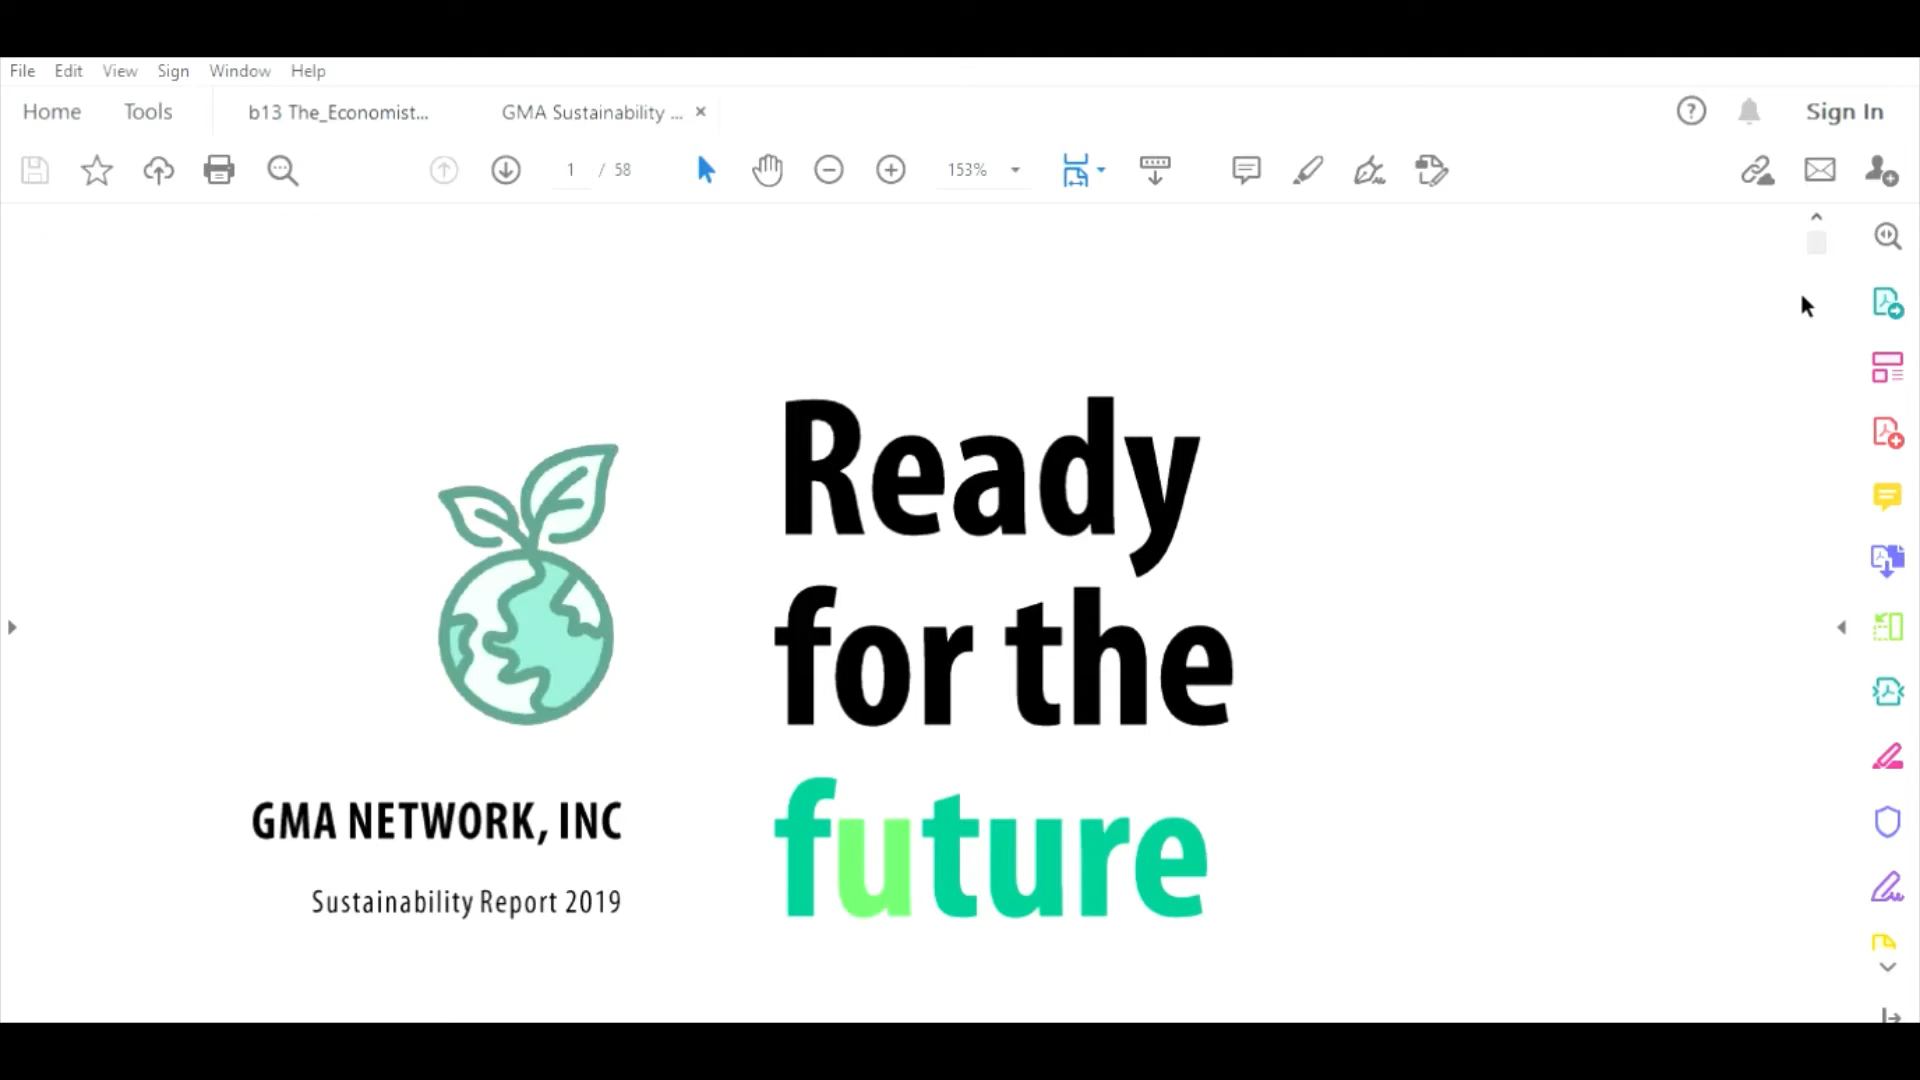 File Edit View Sign Window Help
Home Tools b13 The_Economist... GMA Sustainability ... Sign In
1 / 58 153%
Ready
for the
future
GMA NETWORK, INC
Sustainability Report 2019